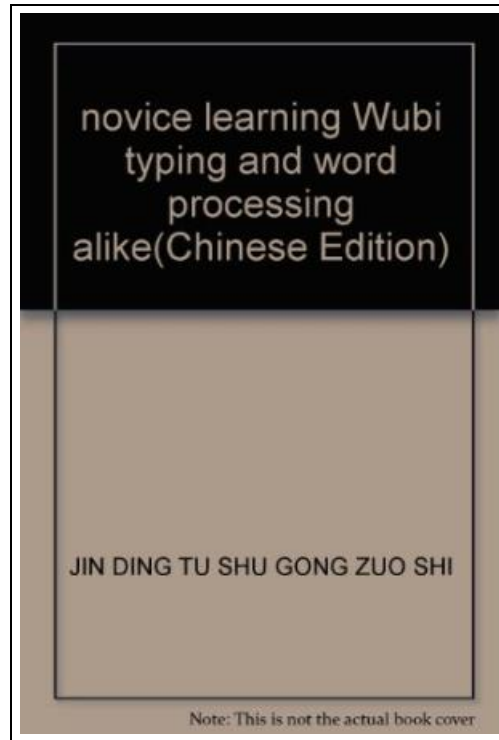 novice learning Wubi
typing and word
processing
alike(Chinese Edition)
JIN DING TU SHU GONG ZUO SHI
Note: This is not the actual book cover